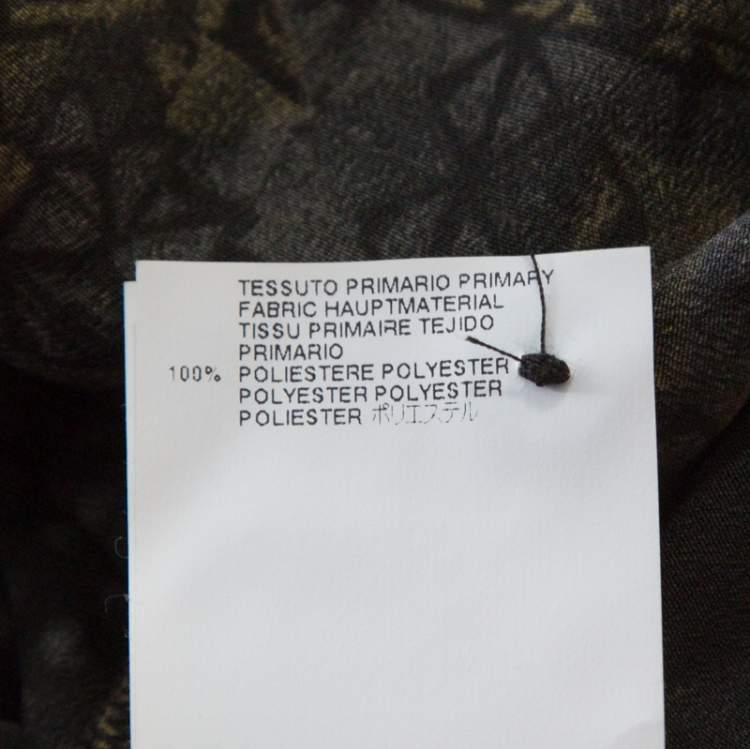 TESSUTO PRIMARIO PRIMARY
FABRIC HAUPTMATERIAL
TISSU PRIMAIRE TEJIDO
PRIMARIO
100% POLIESTERE POLYESTER
POLYESTER POLYESTER
POLIESTER ポリエステル